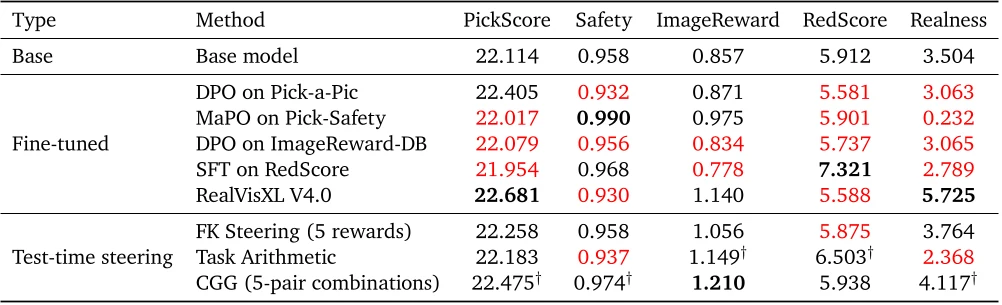 Type Method PickScore Safety ImageReward RedScore Realness
Base Base model 22.114 0.958 0.857 5.912 3.504
DPO on Pick-a-Pic 22.405 0.932 0.871 5.581 3.063
MaPO on Pick-Safety 22.017 0.990 0.975 5.901 0.232
Fine-tuned DPO on ImageReward-DB 22.079 0.956 0.834 5.737 3.065
SFT on RedScore 21.954 0.968 0.778 7.321 2.789
RealVisXL V4.0 22.681 0.930 1.140 5.588 5.725
FK Steering (5 rewards) 22.258 0.958 1.056 5.875 3.764
Test-time steering Task Arithmetic 22.183 0.937 1.149† 6.503† 2.368
CGG (5-pair combinations) 22.475† 0.974† 1.210 5.938 4.117†